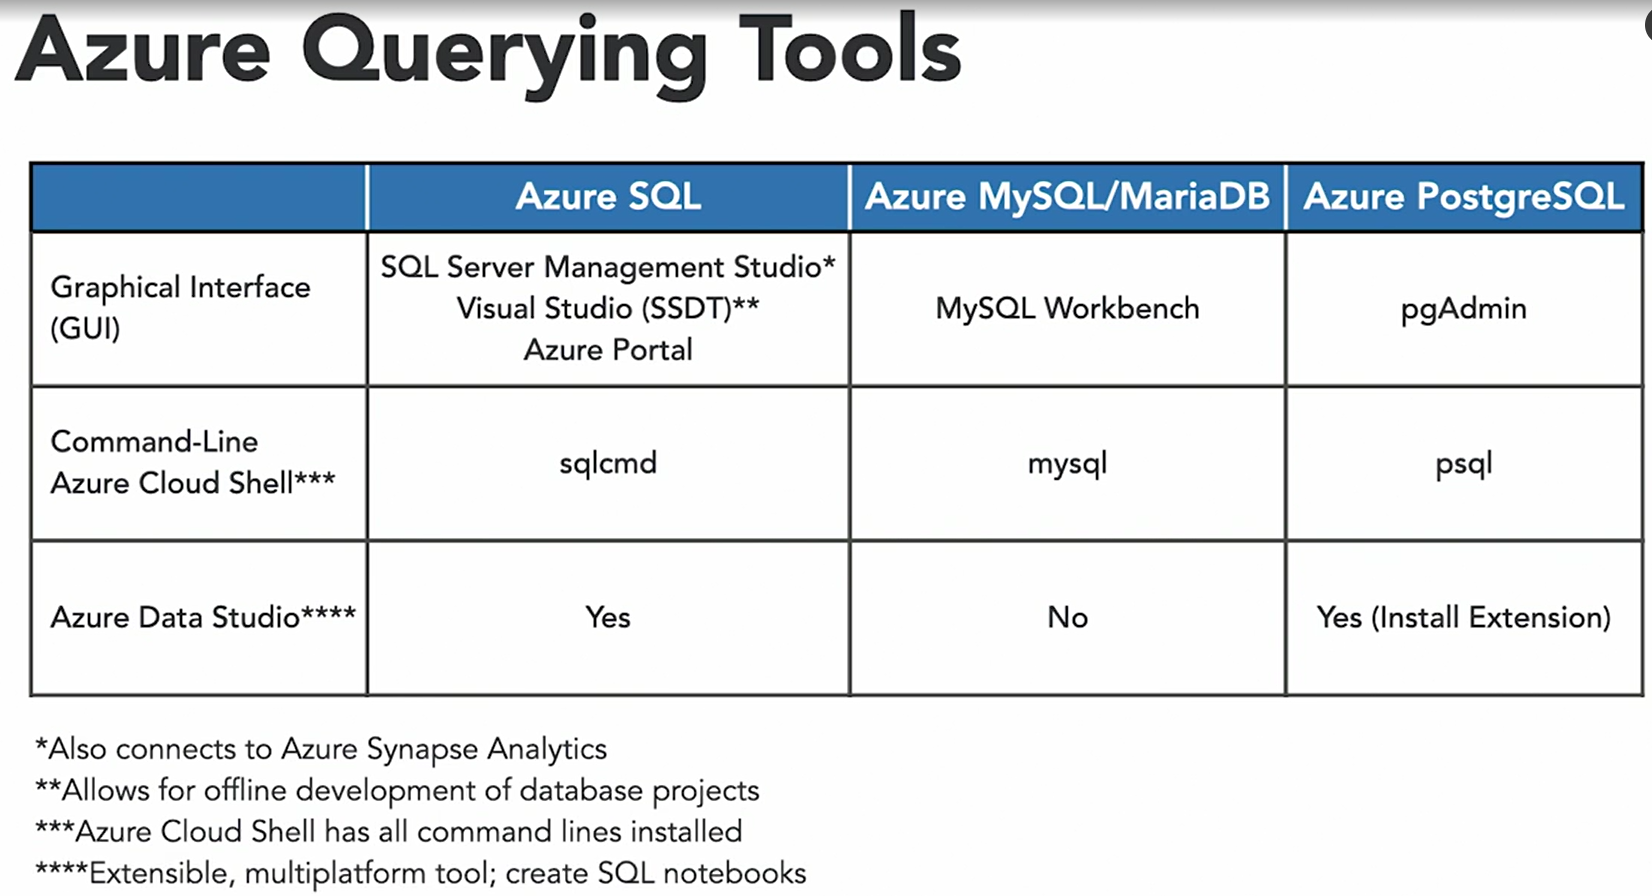 Azure Querying Tools
Azure SQL
Azure MySQL/MariaDB
Azure PostgreSQL
Graphical Interface
(GUI)
SQL Server Management Studio*
Visual Studio (SSDT)**
Azure Portal
MySQL Workbench
pgAdmin
Command-Line
Azure Cloud Shell***
sqlcmd
mysql
psql
Azure Data Studio****
Yes
No
Yes (Install Extension)
*Also connects to Azure Synapse Analytics
**Allows for offline development of database projects
***Azure Cloud Shell has all command lines installed
****Extensible, multiplatform tool; create SQL notebooks